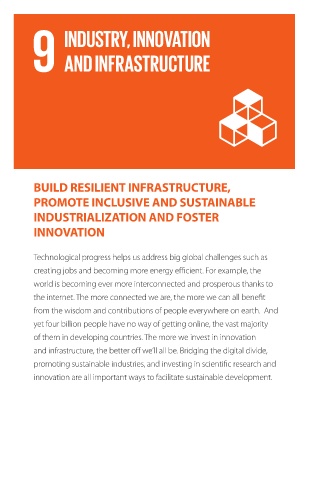 9 INDUSTRY, INNOVATION
AND INFRASTRUCTURE
BUILD RESILIENT INFRASTRUCTURE,
PROMOTE INCLUSIVE AND SUSTAINABLE
INDUSTRIALIZATION AND FOSTER
INNOVATION
Technological progress helps us address big global challenges such as
creating jobs and becoming more energy efficient. For example, the
world is becoming ever more interconnected and prosperous thanks to
the internet. The more connected we are, the more we can all benefit
from the wisdom and contributions of people everywhere on earth. And
yet four billion people have no way of getting online, the vast majority
of them in developing countries. The more we invest in innovation
and infrastructure, the better off we'll all be. Bridging the digital divide,
promoting sustainable industries, and investing in scientific research and
innovation are all important ways to facilitate sustainable development.